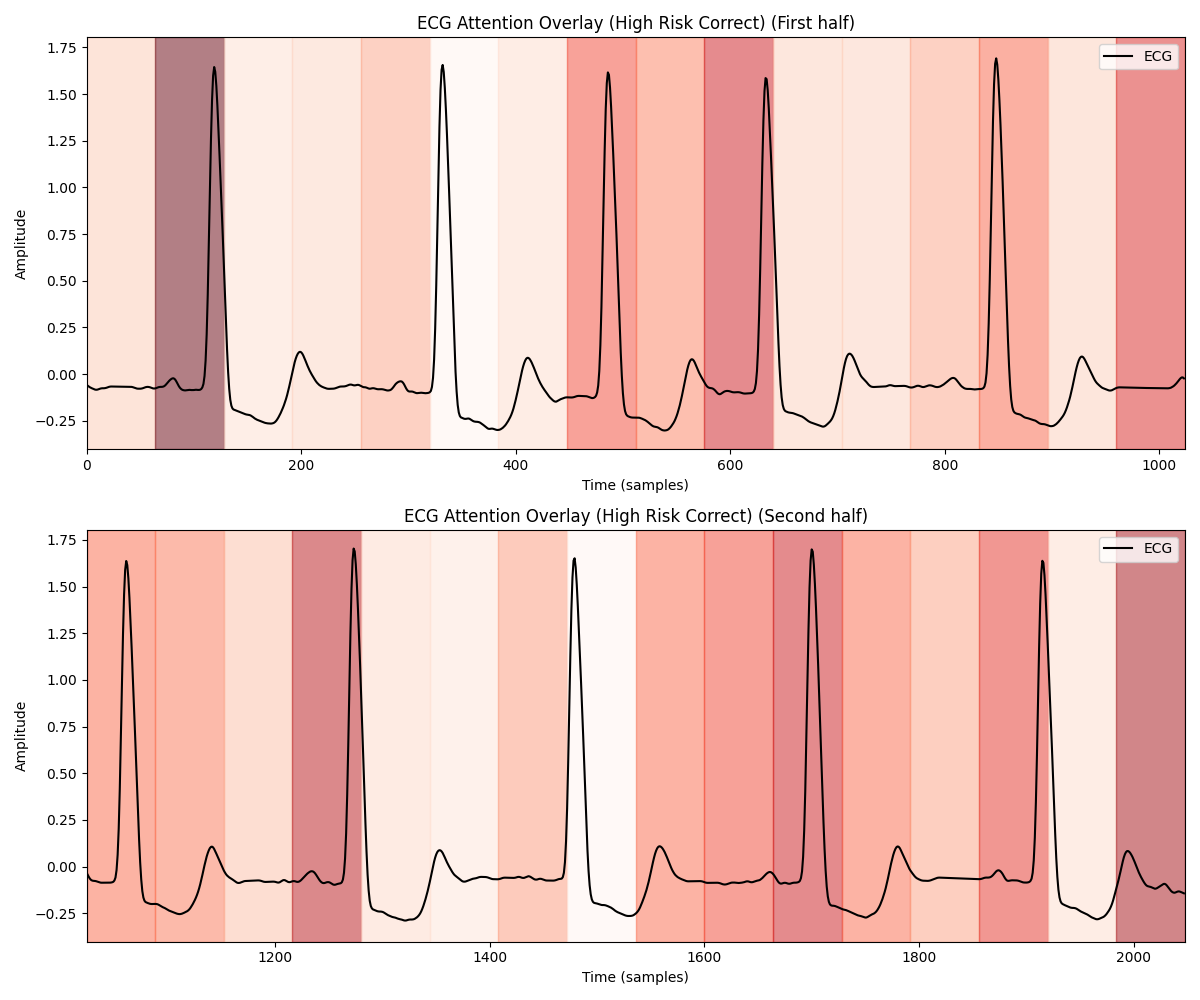 ECG Attention Overlay (High Risk Correct) (First half)
1.75
1.50
1.25
1.00
0.75
0.50
0.25
0.00
−0.25
Amplitude
ECG
0 200 400 600 800 1000
Time (samples)
ECG Attention Overlay (High Risk Correct) (Second half)
1.75
1.50
1.25
1.00
0.75
0.50
0.25
0.00
−0.25
Amplitude
ECG
1200 1400 1600 1800 2000
Time (samples)